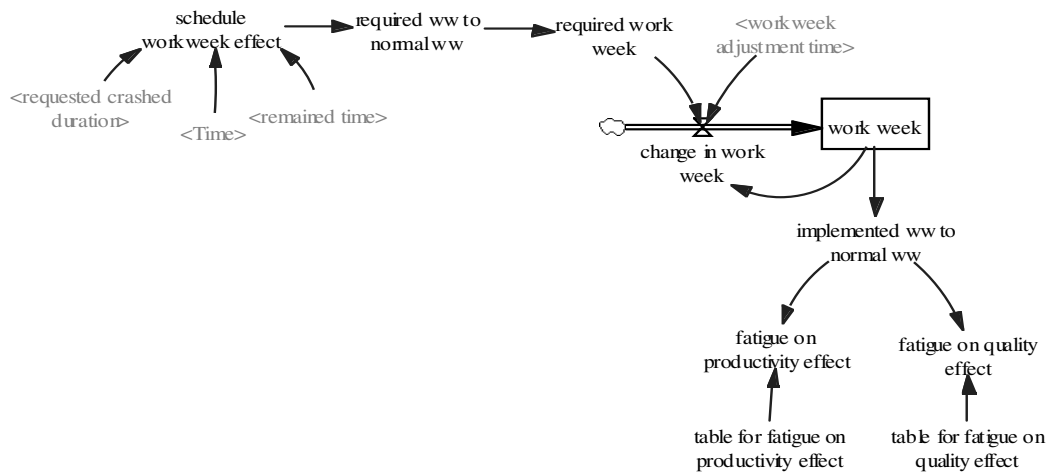 schedule
workweek effect
required ww to
normal ww
required work
week
<work week
adjustment time>
<requested crashed
duration>
<Time>
<remained time>
work week
change in work
week
implemented ww to
normal ww
fatigue on
productivity effect
fatigue on quality
effect
table for fatigue on
productivity effect
table for fatigue on
quality effect